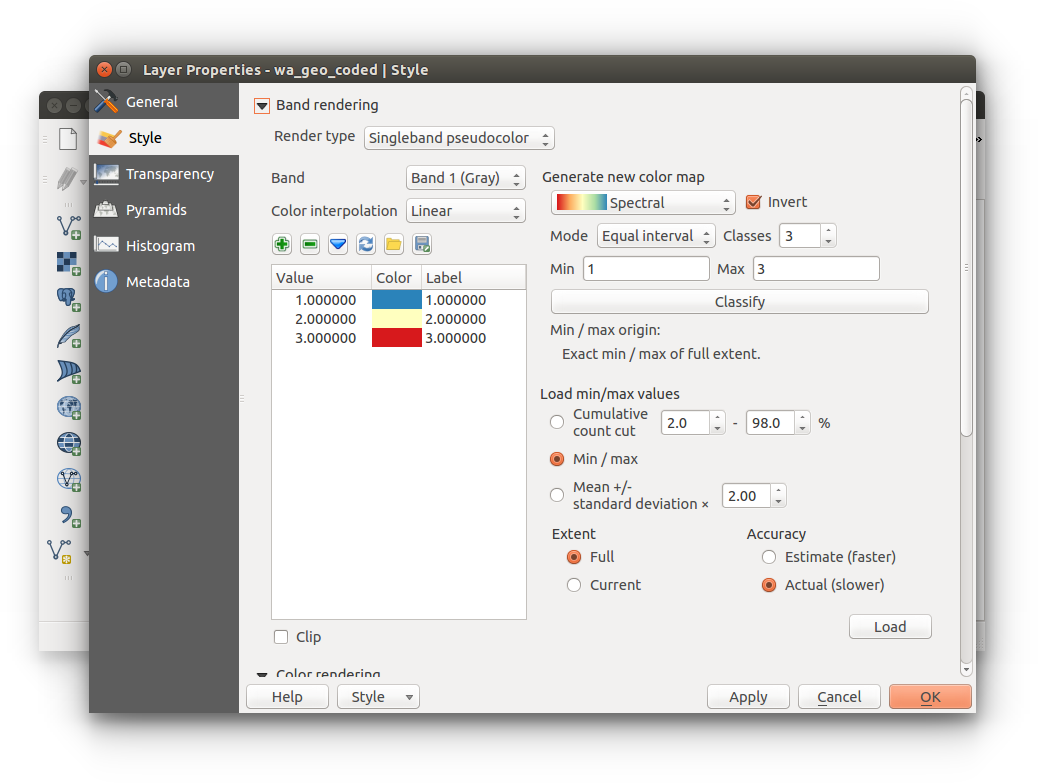 Layer Properties - wa_geo_coded | Style
General
Style
Transparency
Pyramids
Histogram
Metadata
Band rendering
Render type Singleband pseudocolor
Band Band 1 (Gray)
Color interpolation Linear
Value Color Label
1.000000 1.000000
2.000000 2.000000
3.000000 3.000000
Clip
Generate new color map
Spectral Invert
Mode Equal interval Classes 3
Min 1 Max 3
Classify
Min / max origin:
Exact min / max of full extent.
Load min/max values
Cumulative
count cut 2.0 - 98.0 %
Min / max
Mean +/-
standard deviation × 2.00
Extent Accuracy
Full Estimate (faster)
Current Actual (slower)
Load
Color rendering
Help Style Apply Cancel OK